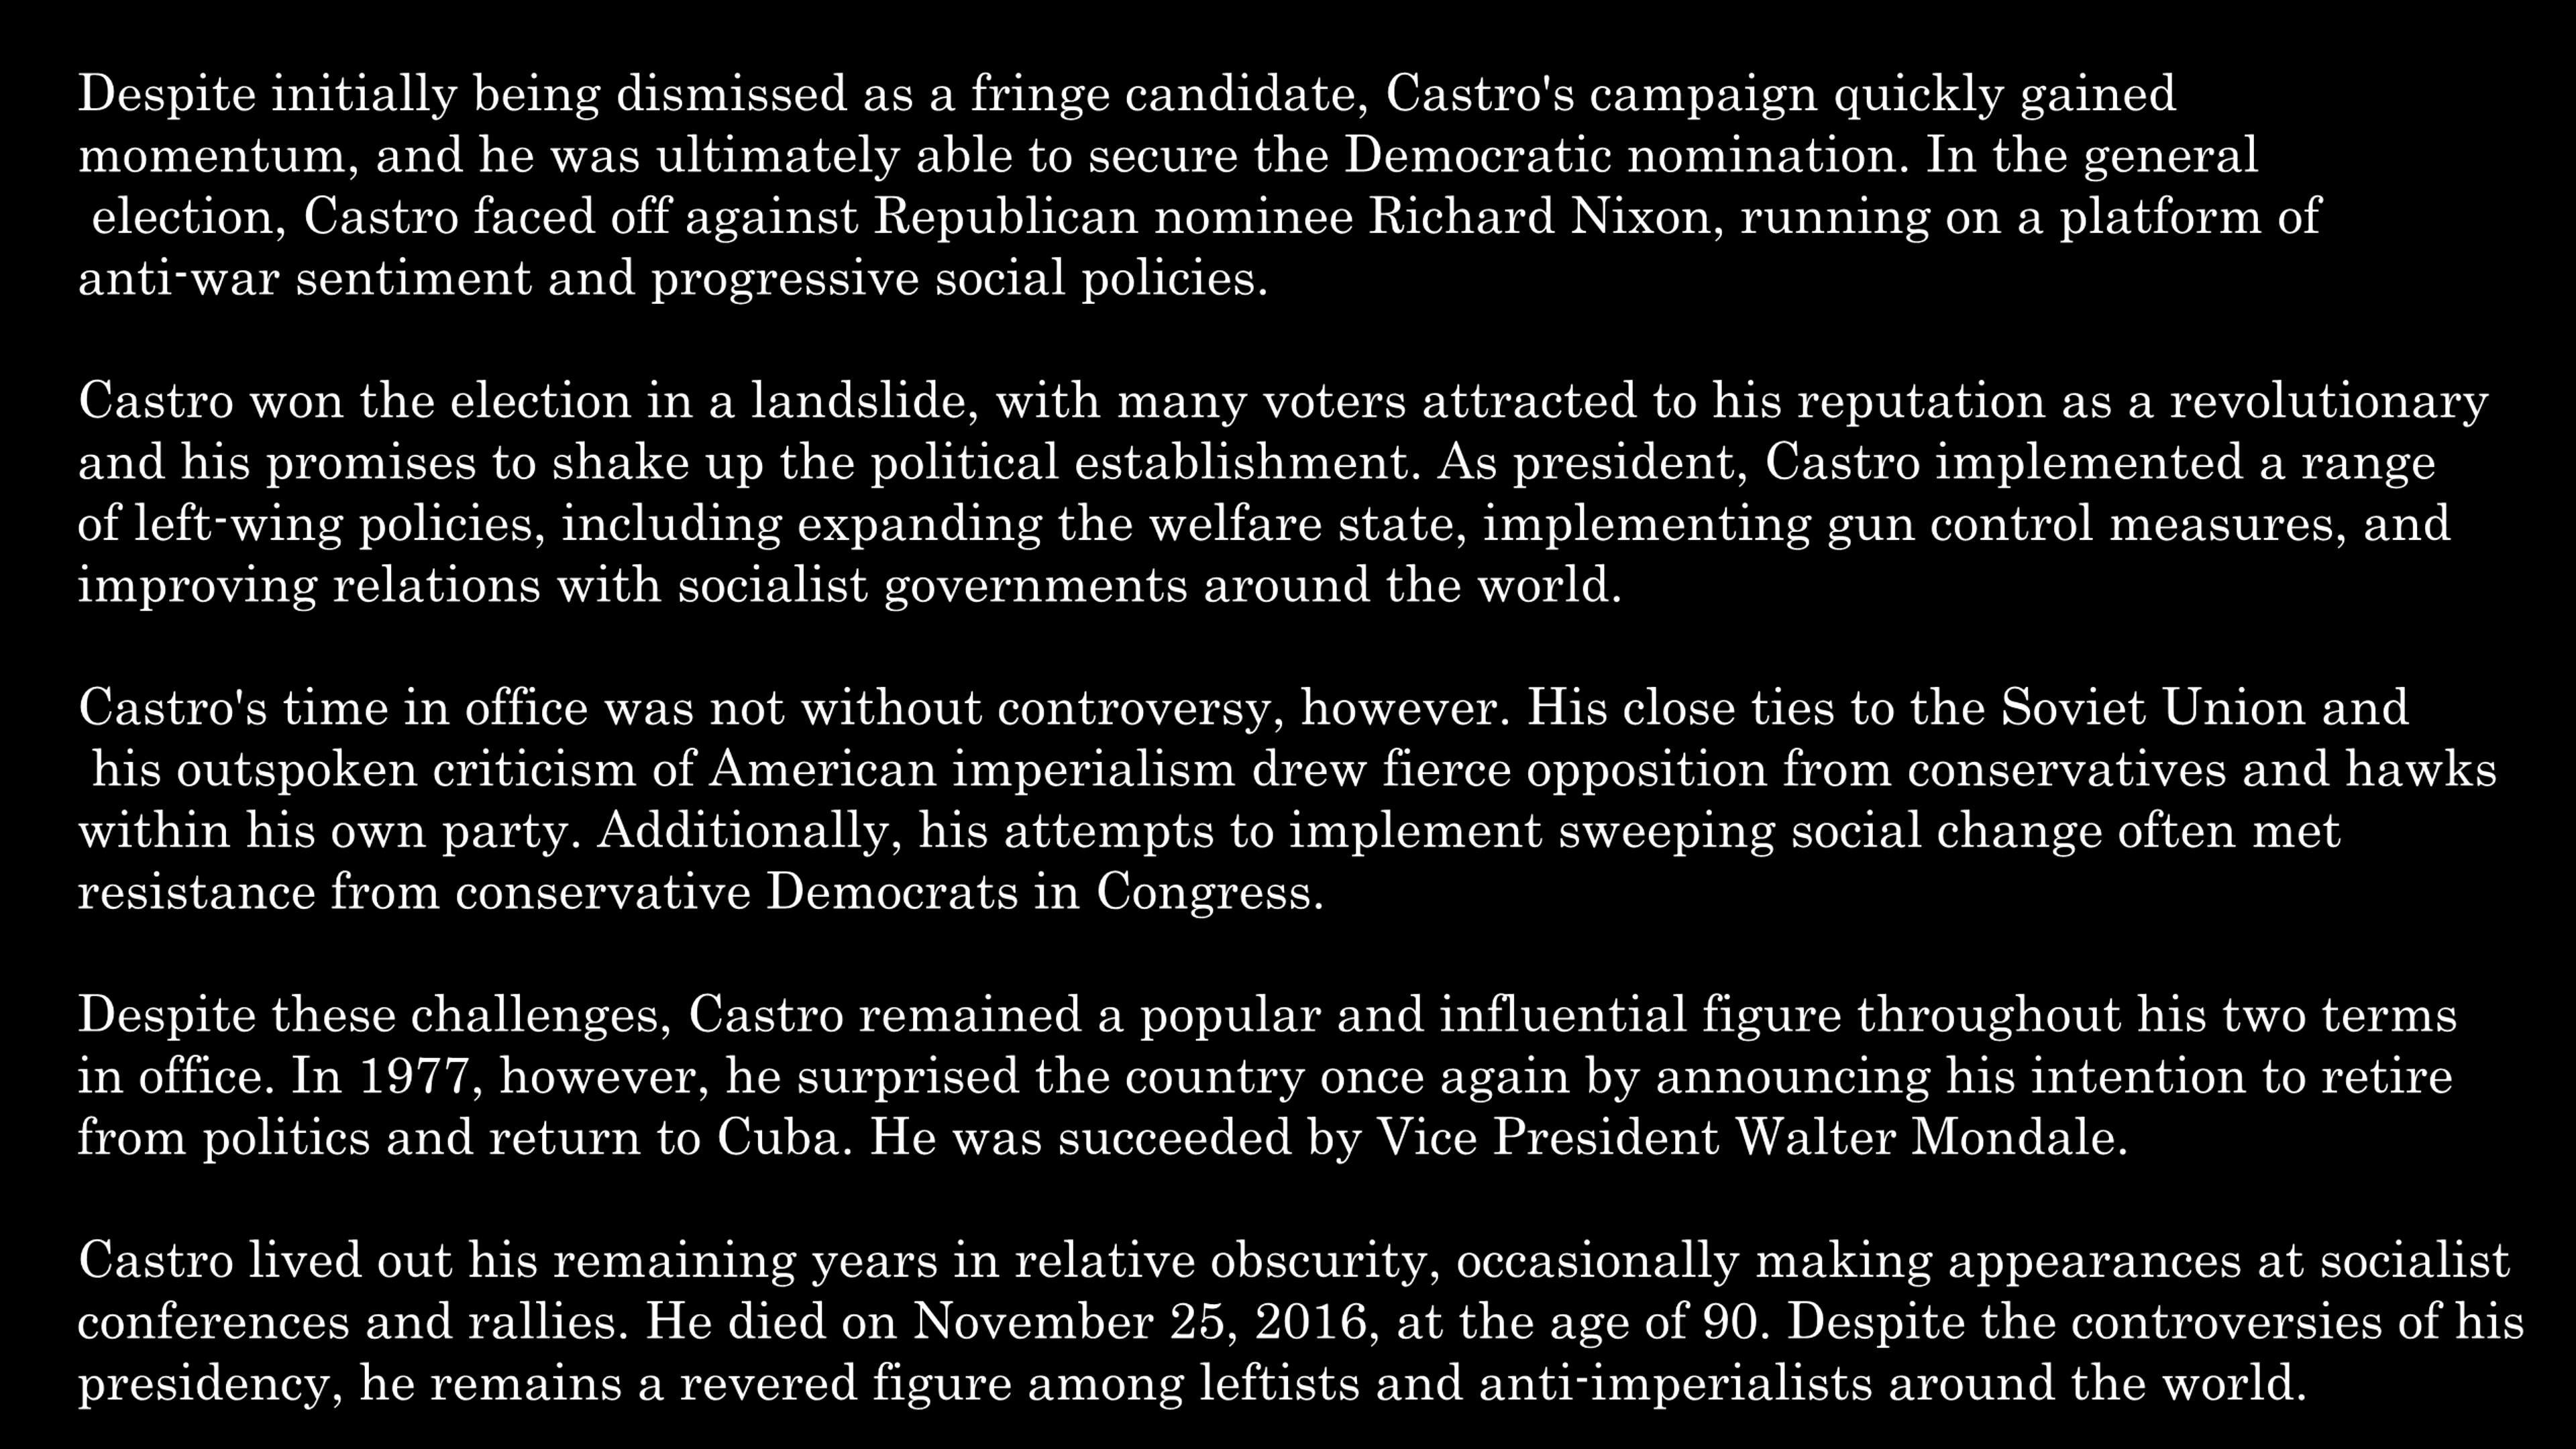 Despite initially being dismissed as a fringe candidate, Castro's campaign quickly gained
momentum, and he was ultimately able to secure the Democratic nomination. In the general
election, Castro faced off against Republican nominee Richard Nixon, running on a platform of
anti-war sentiment and progressive social policies.
Castro won the election in a landslide, with many voters attracted to his reputation as a revolutionary
and his promises to shake up the political establishment. As president, Castro implemented a range
of left-wing policies, including expanding the welfare state, implementing gun control measures, and
improving relations with socialist governments around the world.
Castro's time in office was not without controversy, however. His close ties to the Soviet Union and
his outspoken criticism of American imperialism drew fierce opposition from conservatives and hawks
within his own party. Additionally, his attempts to implement sweeping social change often met
resistance from conservative Democrats in Congress.
Despite these challenges, Castro remained a popular and influential figure throughout his two terms
in office. In 1977, however, he surprised the country once again by announcing his intention to retire
from politics and return to Cuba. He was succeeded by Vice President Walter Mondale.
Castro lived out his remaining years in relative obscurity, occasionally making appearances at socialist
conferences and rallies. He died on November 25, 2016, at the age of 90. Despite the controversies of his
presidency, he remains a revered figure among leftists and anti-imperialists around the world.